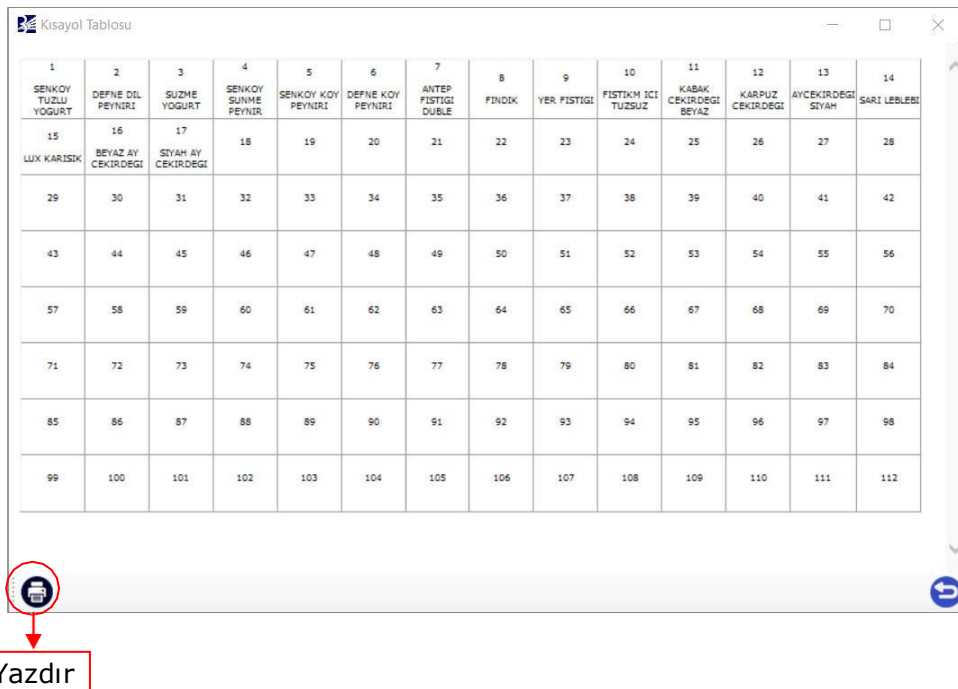 Kısayol Tablosu
1 2 3 4 5 6 7 8 9 10 11 12 13 14
SENKOY TUZLU YOGURT DEFNE DIL PEYNIRI SUZME YOGURT SENKOY SUNME PEYNIR SENKOY KOY PEYNIRI DEFNE KOY PEYNIRI ANTEP FISTIGI DUBLE FINDIK YER FISTIGI FISTIKM ICI TUZSUZ KABAK CEKIRDEGI BEYAZ KARPUZ CEKIRDEGI AYCEKIRDEGI SIYAH SARI LEBLEBI
15 16 17 18 19 20 21 22 23 24 25 26 27 28
LUX KARISIK BEYAZ AY CEKIRDEGI SIYAH AY CEKIRDEGI
29 30 31 32 33 34 35 36 37 38 39 40 41 42
43 44 45 46 47 48 49 50 51 52 53 54 55 56
57 58 59 60 61 62 63 64 65 66 67 68 69 70
71 72 73 74 75 76 77 78 79 80 81 82 83 84
85 86 87 88 89 90 91 92 93 94 95 96 97 98
99 100 101 102 103 104 105 106 107 108 109 110 111 112
Yazdır